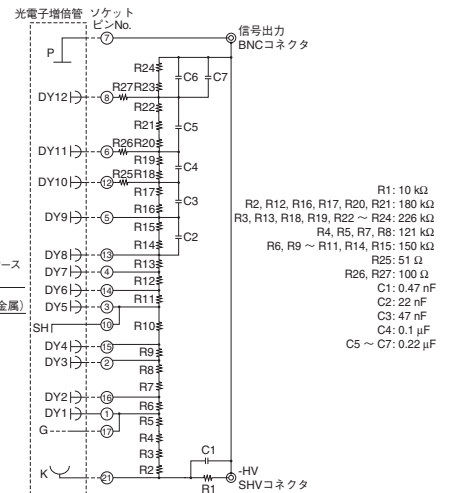 光電子増倍管 ソケット
ピンNo.
信号出力
BNCコネクタ
P
7
R24
C6 C7
R27R23
DY12 8
R22
R21 C5
DY11 6 R26R20
R19 C4
DY10 12 R25R18
R17
C3
DY9 5 R16
R15
C2
R14
DY8 13
R13
DY7 4
R12
DY6 14
R11
DY5 3
SH 10 R10
DY4 15
R9
DY3 2
R8
R7
DY2 16
R6
DY1 1
R5
G 17
R4
R3
C1
K 21 R2
R1
-HV
SHVコネクタ
ース
金属)
R1: 10 kΩ
R2, R12, R16, R17, R20, R21: 180 kΩ
R3, R13, R18, R19, R22 ~ R24: 226 kΩ
R4, R5, R7, R8: 121 kΩ
R6, R9 ~ R11, R14, R15: 150 kΩ
R25: 51 Ω
R26, R27: 100 Ω
C1: 0.47 nF
C2: 22 nF
C3: 47 nF
C4: 0.1 μF
C5 ~ C7: 0.22 μF